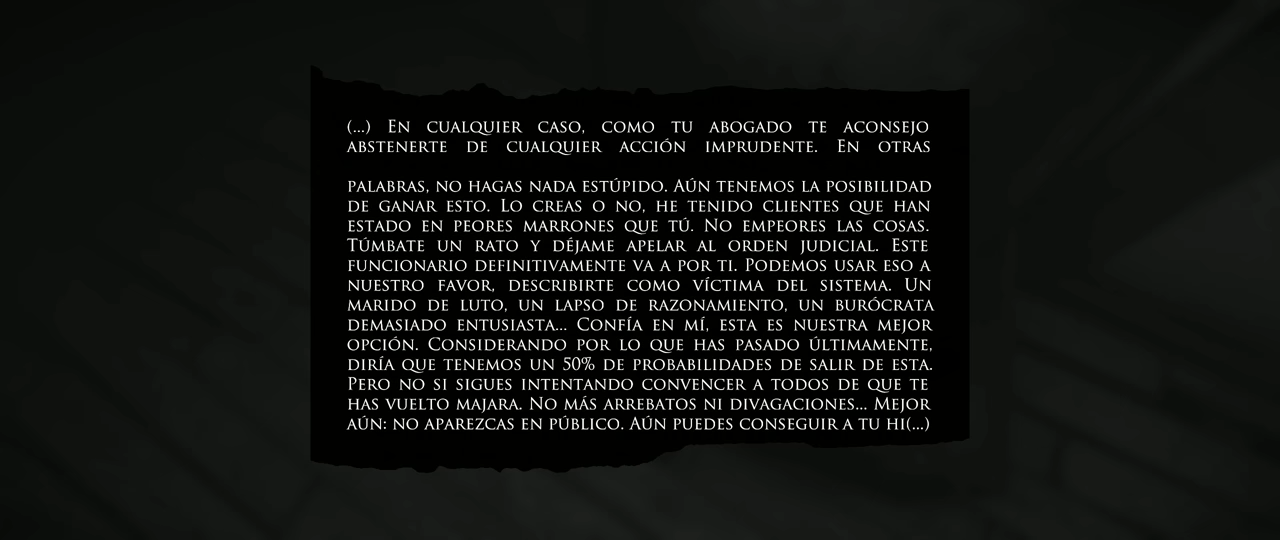 (...) En cualquier caso, como tu abogado te aconsejo
abstenerte de cualquier acción imprudente. En otras
palabras, no hagas nada estúpido. Aún tenemos la posibilidad
de ganar esto. Lo creas o no, he tenido clientes que han
estado en peores marrones que tú. No empeores las cosas.
Túmbate un rato y déjame apelar al orden judicial. Este
funcionario definitivamente va a por ti. Podemos usar eso a
nuestro favor, describirte como víctima del sistema. Un
marido de luto, un lapso de razonamiento, un burócrata
demasiado entusiasta... Confía en mí, esta es nuestra mejor
opción. Considerando por lo que has pasado últimamente,
diría que tenemos un 50% de probabilidades de salir de esta.
Pero no si sigues intentando convencer a todos de que te
has vuelto majara. No más arrebatos ni divagaciones... Mejor
aún: no aparezcas en público. Aún puedes conseguir a tu hi(...)